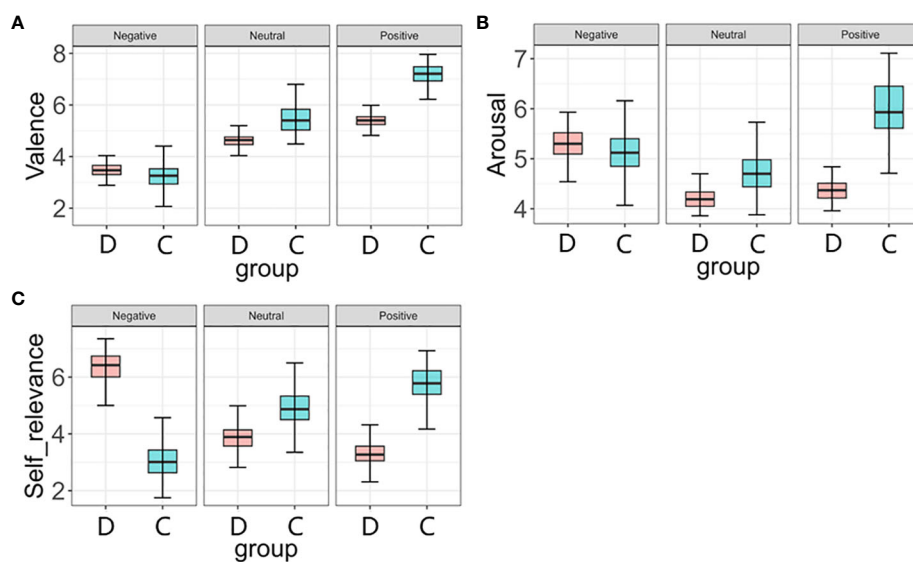 A
Negative Neutral Positive
Valence
8
6
4
2
D C D C D C
group
B
Negative Neutral Positive
Arousal
7
6
5
4
D C D C D C
group
C
Negative Neutral Positive
Self_relevance
6
4
2
D C D C D C
group